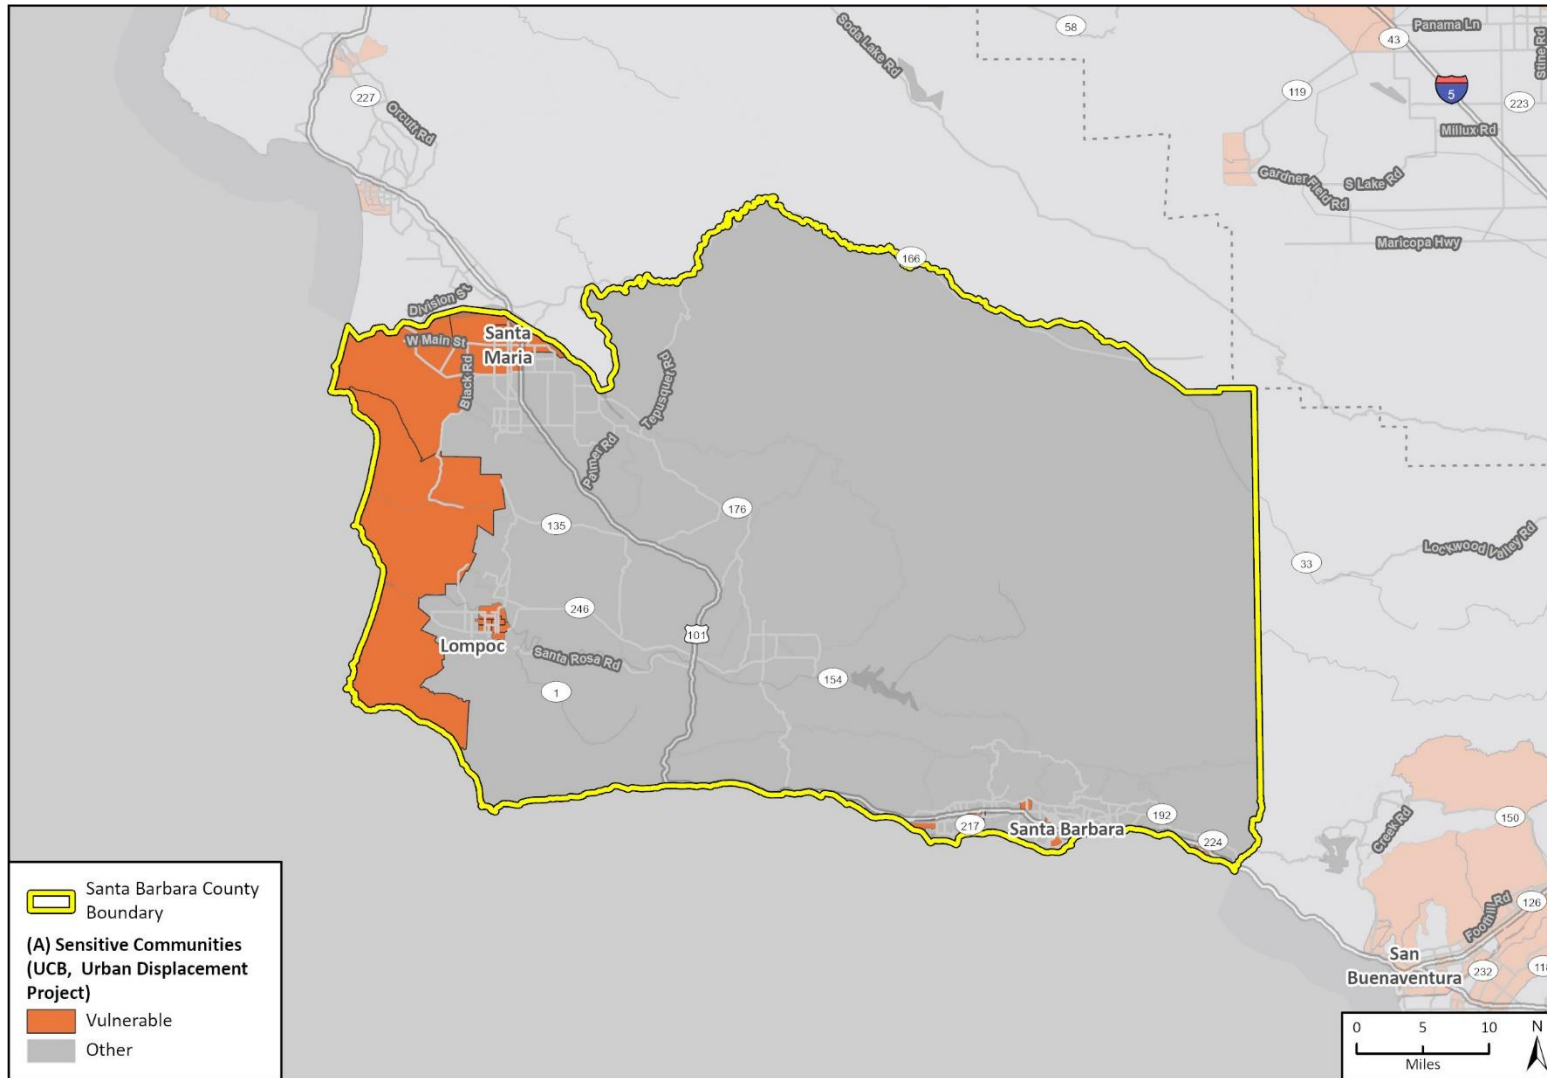 58
Soda Lake Rd
43
Panama Ln
Stine Rd
5
119
223
227
Orcutt Rd
Millux Rd
Gardner Field Rd
S Lake Rd
Maricopa Hwy
166
Division St
W Main St
Santa
Maria
Black Rd
Tepusquet Rd
Palmer Rd
176
135
Lockwood Valley Rd
33
246
101
Lompoc
Santa Rosa Rd
154
1
217
Santa Barbara
192
224
Creek Rd
150
126
Foothill Rd
San
Buenaventura
232
118
Santa Barbara County
Boundary
(A) Sensitive Communities
(UCB, Urban Displacement
Project)
Vulnerable
Other
0 5 10
Miles
N